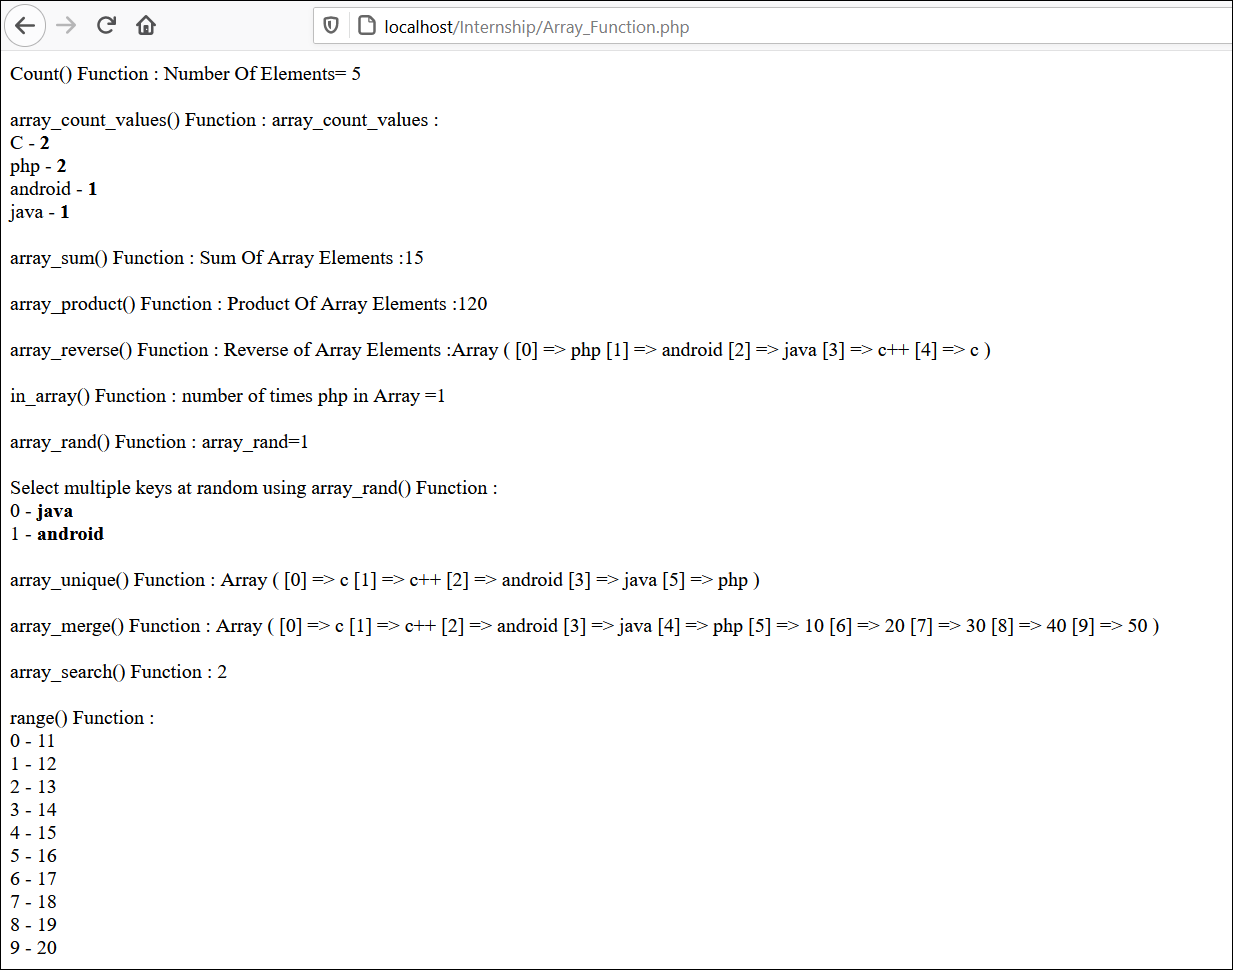 localhost/Internship/Array_Function.php
Count() Function : Number Of Elements= 5
array_count_values() Function : array_count_values :
C - 2
php - 2
android - 1
java - 1
array_sum() Function : Sum Of Array Elements :15
array_product() Function : Product Of Array Elements :120
array_reverse() Function : Reverse of Array Elements :Array ( [0] => php [1] => android [2] => java [3] => c++ [4] => c )
in_array() Function : number of times php in Array =1
array_rand() Function : array_rand=1
Select multiple keys at random using array_rand() Function :
0 - java
1 - android
array_unique() Function : Array ( [0] => c [1] => c++ [2] => android [3] => java [5] => php )
array_merge() Function : Array ( [0] => c [1] => c++ [2] => android [3] => java [4] => php [5] => 10 [6] => 20 [7] => 30 [8] => 40 [9] => 50 )
array_search() Function : 2
range() Function :
0 - 11
1 - 12
2 - 13
3 - 14
4 - 15
5 - 16
6 - 17
7 - 18
8 - 19
9 - 20